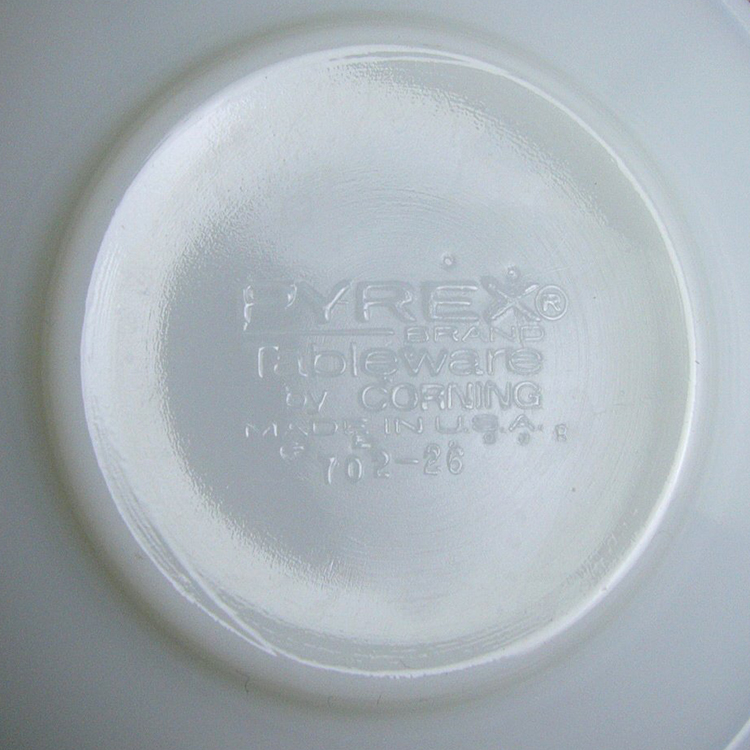 PYREX®
BRAND
Tableware
by CORNING
MADE IN U.S.A.
702-26